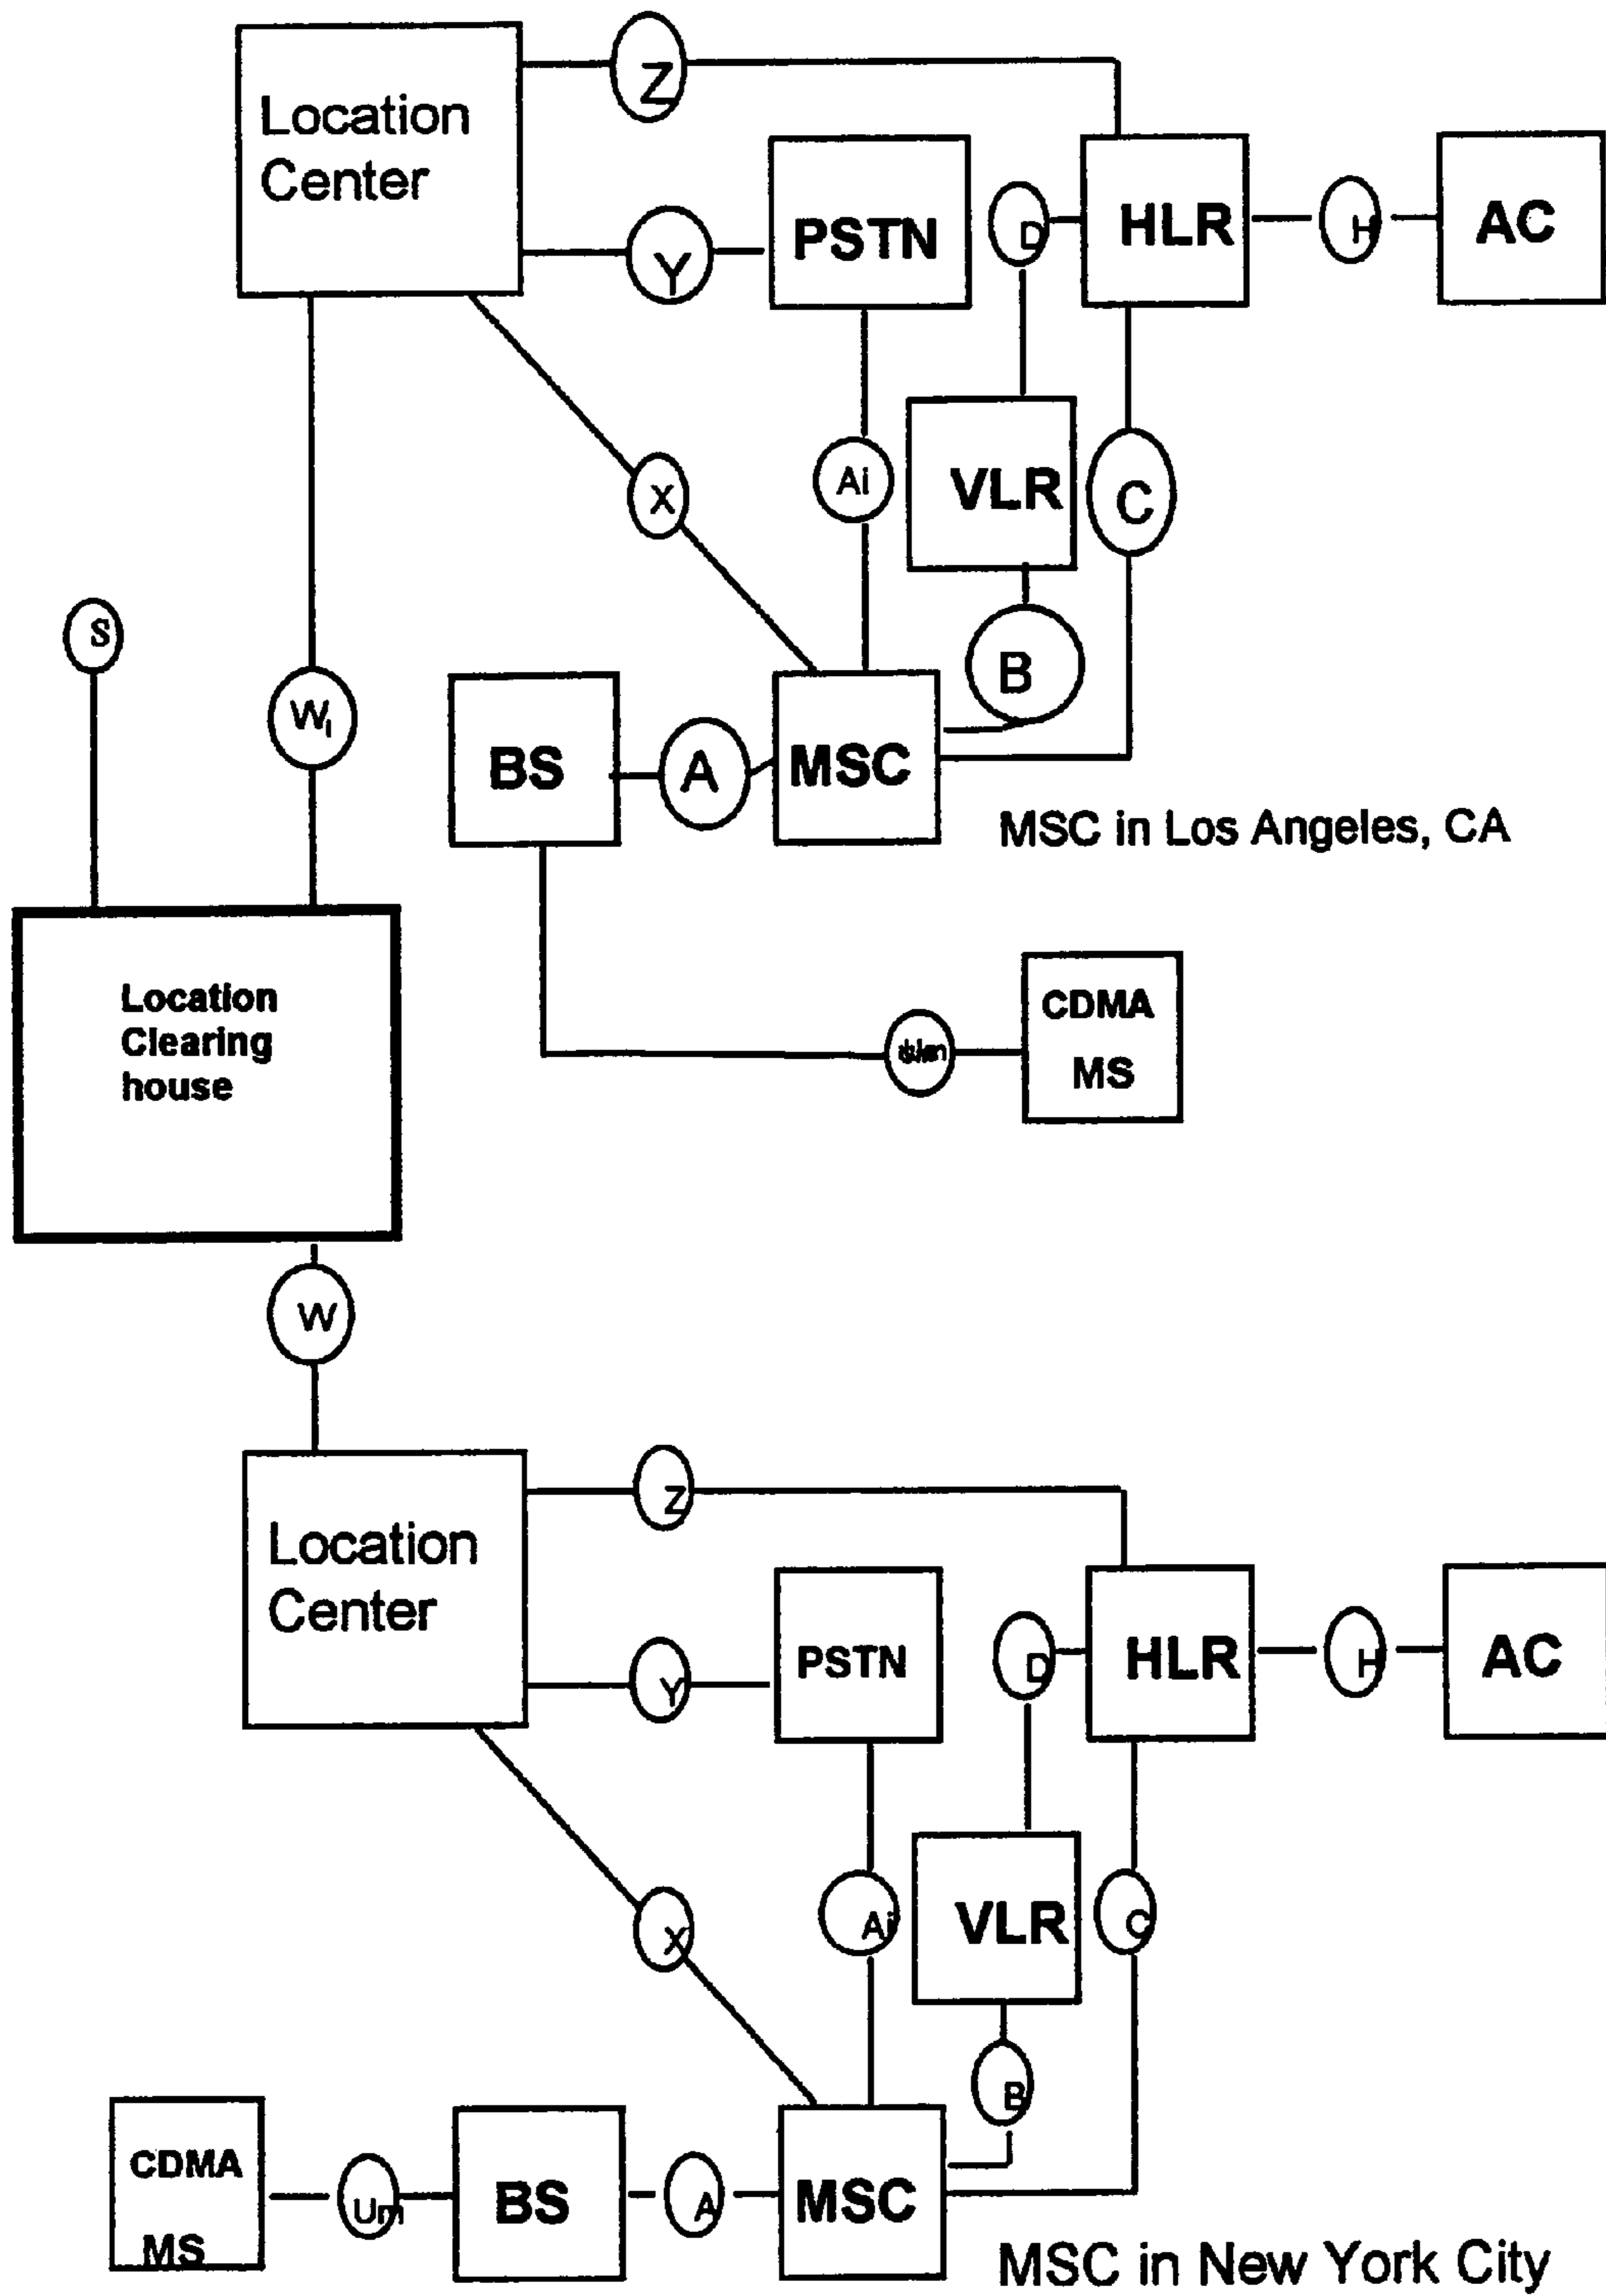 Z
Location
Center
PSTN
D
HLR
H
AC
Y
Ai
VLR
C
X
S
W₁
B
BS
A
MSC
MSC in Los Angeles, CA
Location
Clearing
house
CDMA
MS
W
Z
Location
Center
PSTN
D
HLR
H
AC
Y
Ai
VLR
C
X
B
CDMA
MS
Um
BS
A
MSC
MSC in New York City